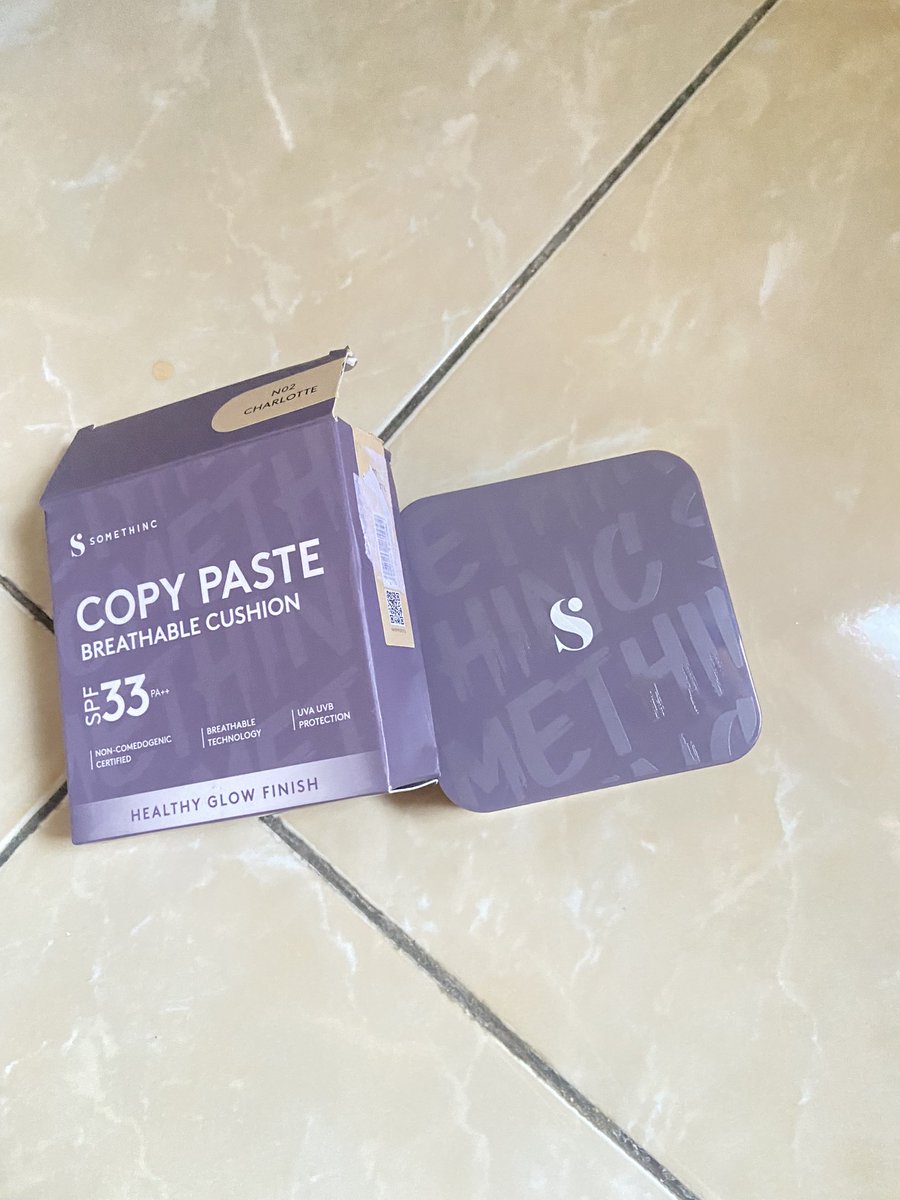 N02
CHARLOTTE
SOMETHINC
COPY PASTE
BREATHABLE CUSHION
SPF 33 PA++
NON-COMEDOGENIC
CERTIFIED
BREATHABLE
TECHNOLOGY
UVA UVB
PROTECTION
HEALTHY GLOW FINISH
S